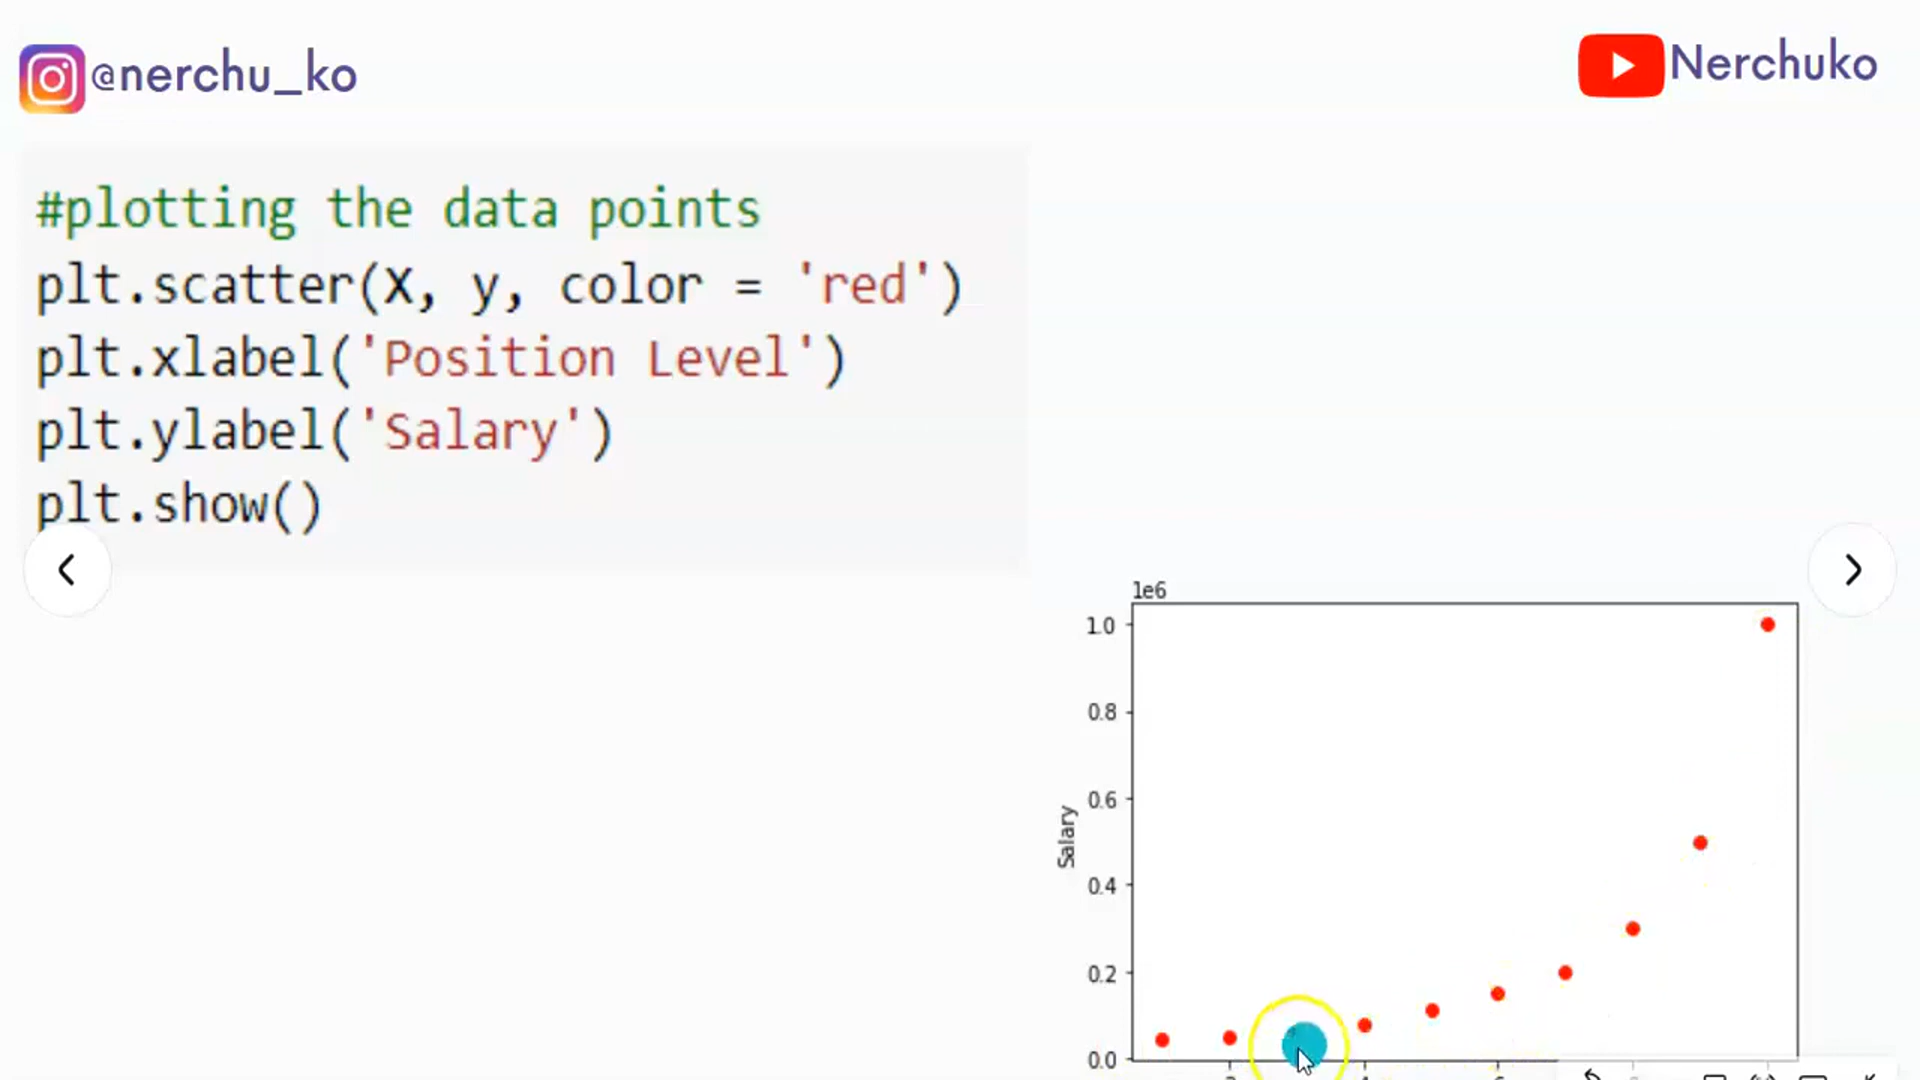 @nerchu_ko
Nerchuko
#plotting the data points
plt.scatter(X, y, color = 'red')
plt.xlabel('Position Level')
plt.ylabel('Salary')
plt.show()
1e6
1.0
0.8
0.6
0.4
0.2
0.0
Salary